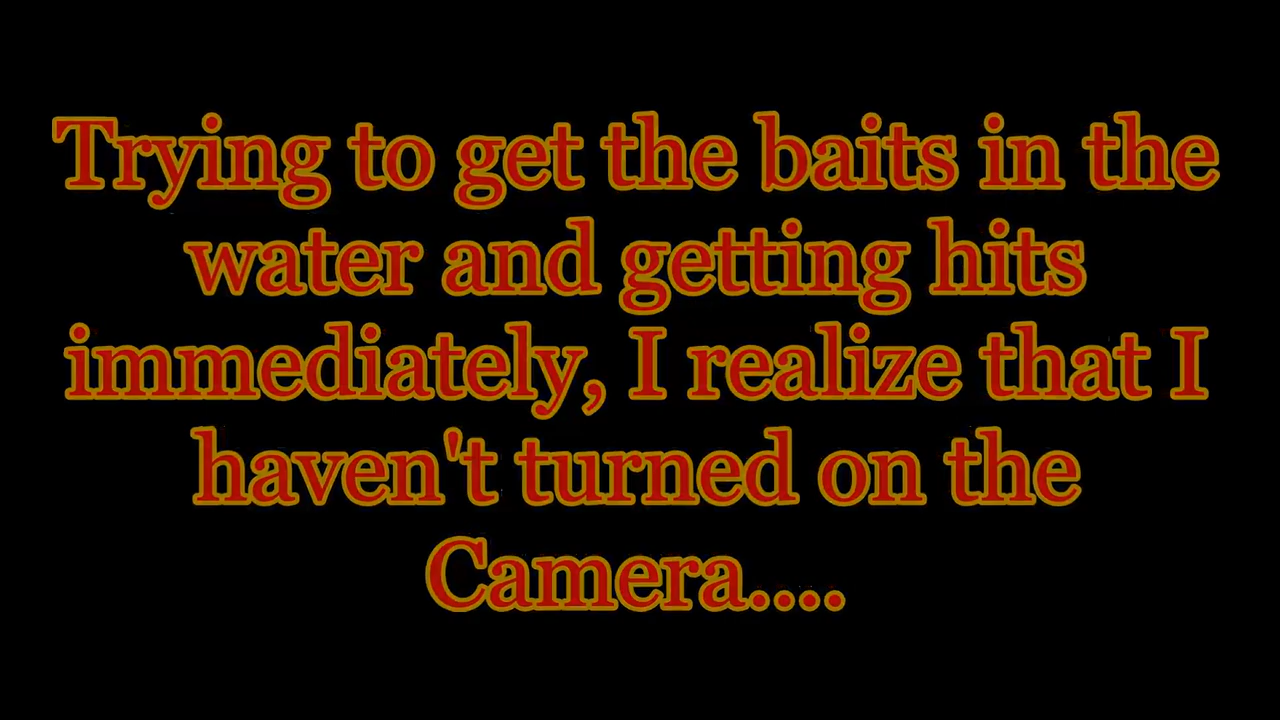 Trying to get the baits in the
water and getting hits
immediately, I realize that I
haven't turned on the
Camera....